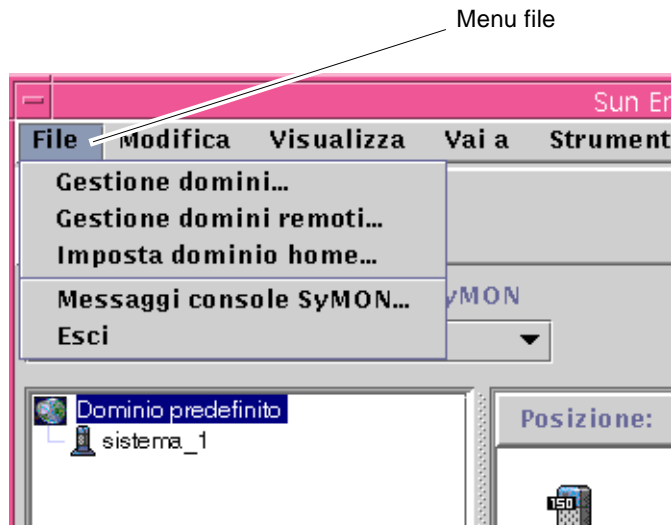 Menu file
Sun En
File Modifica Visualizza Vai a Strument
Gestione domini...
Gestione domini remoti...
Imposta dominio home...
Messaggi console SyMON...
yMON
Esci
Dominio predefinito
Posizione:
sistema_1
150